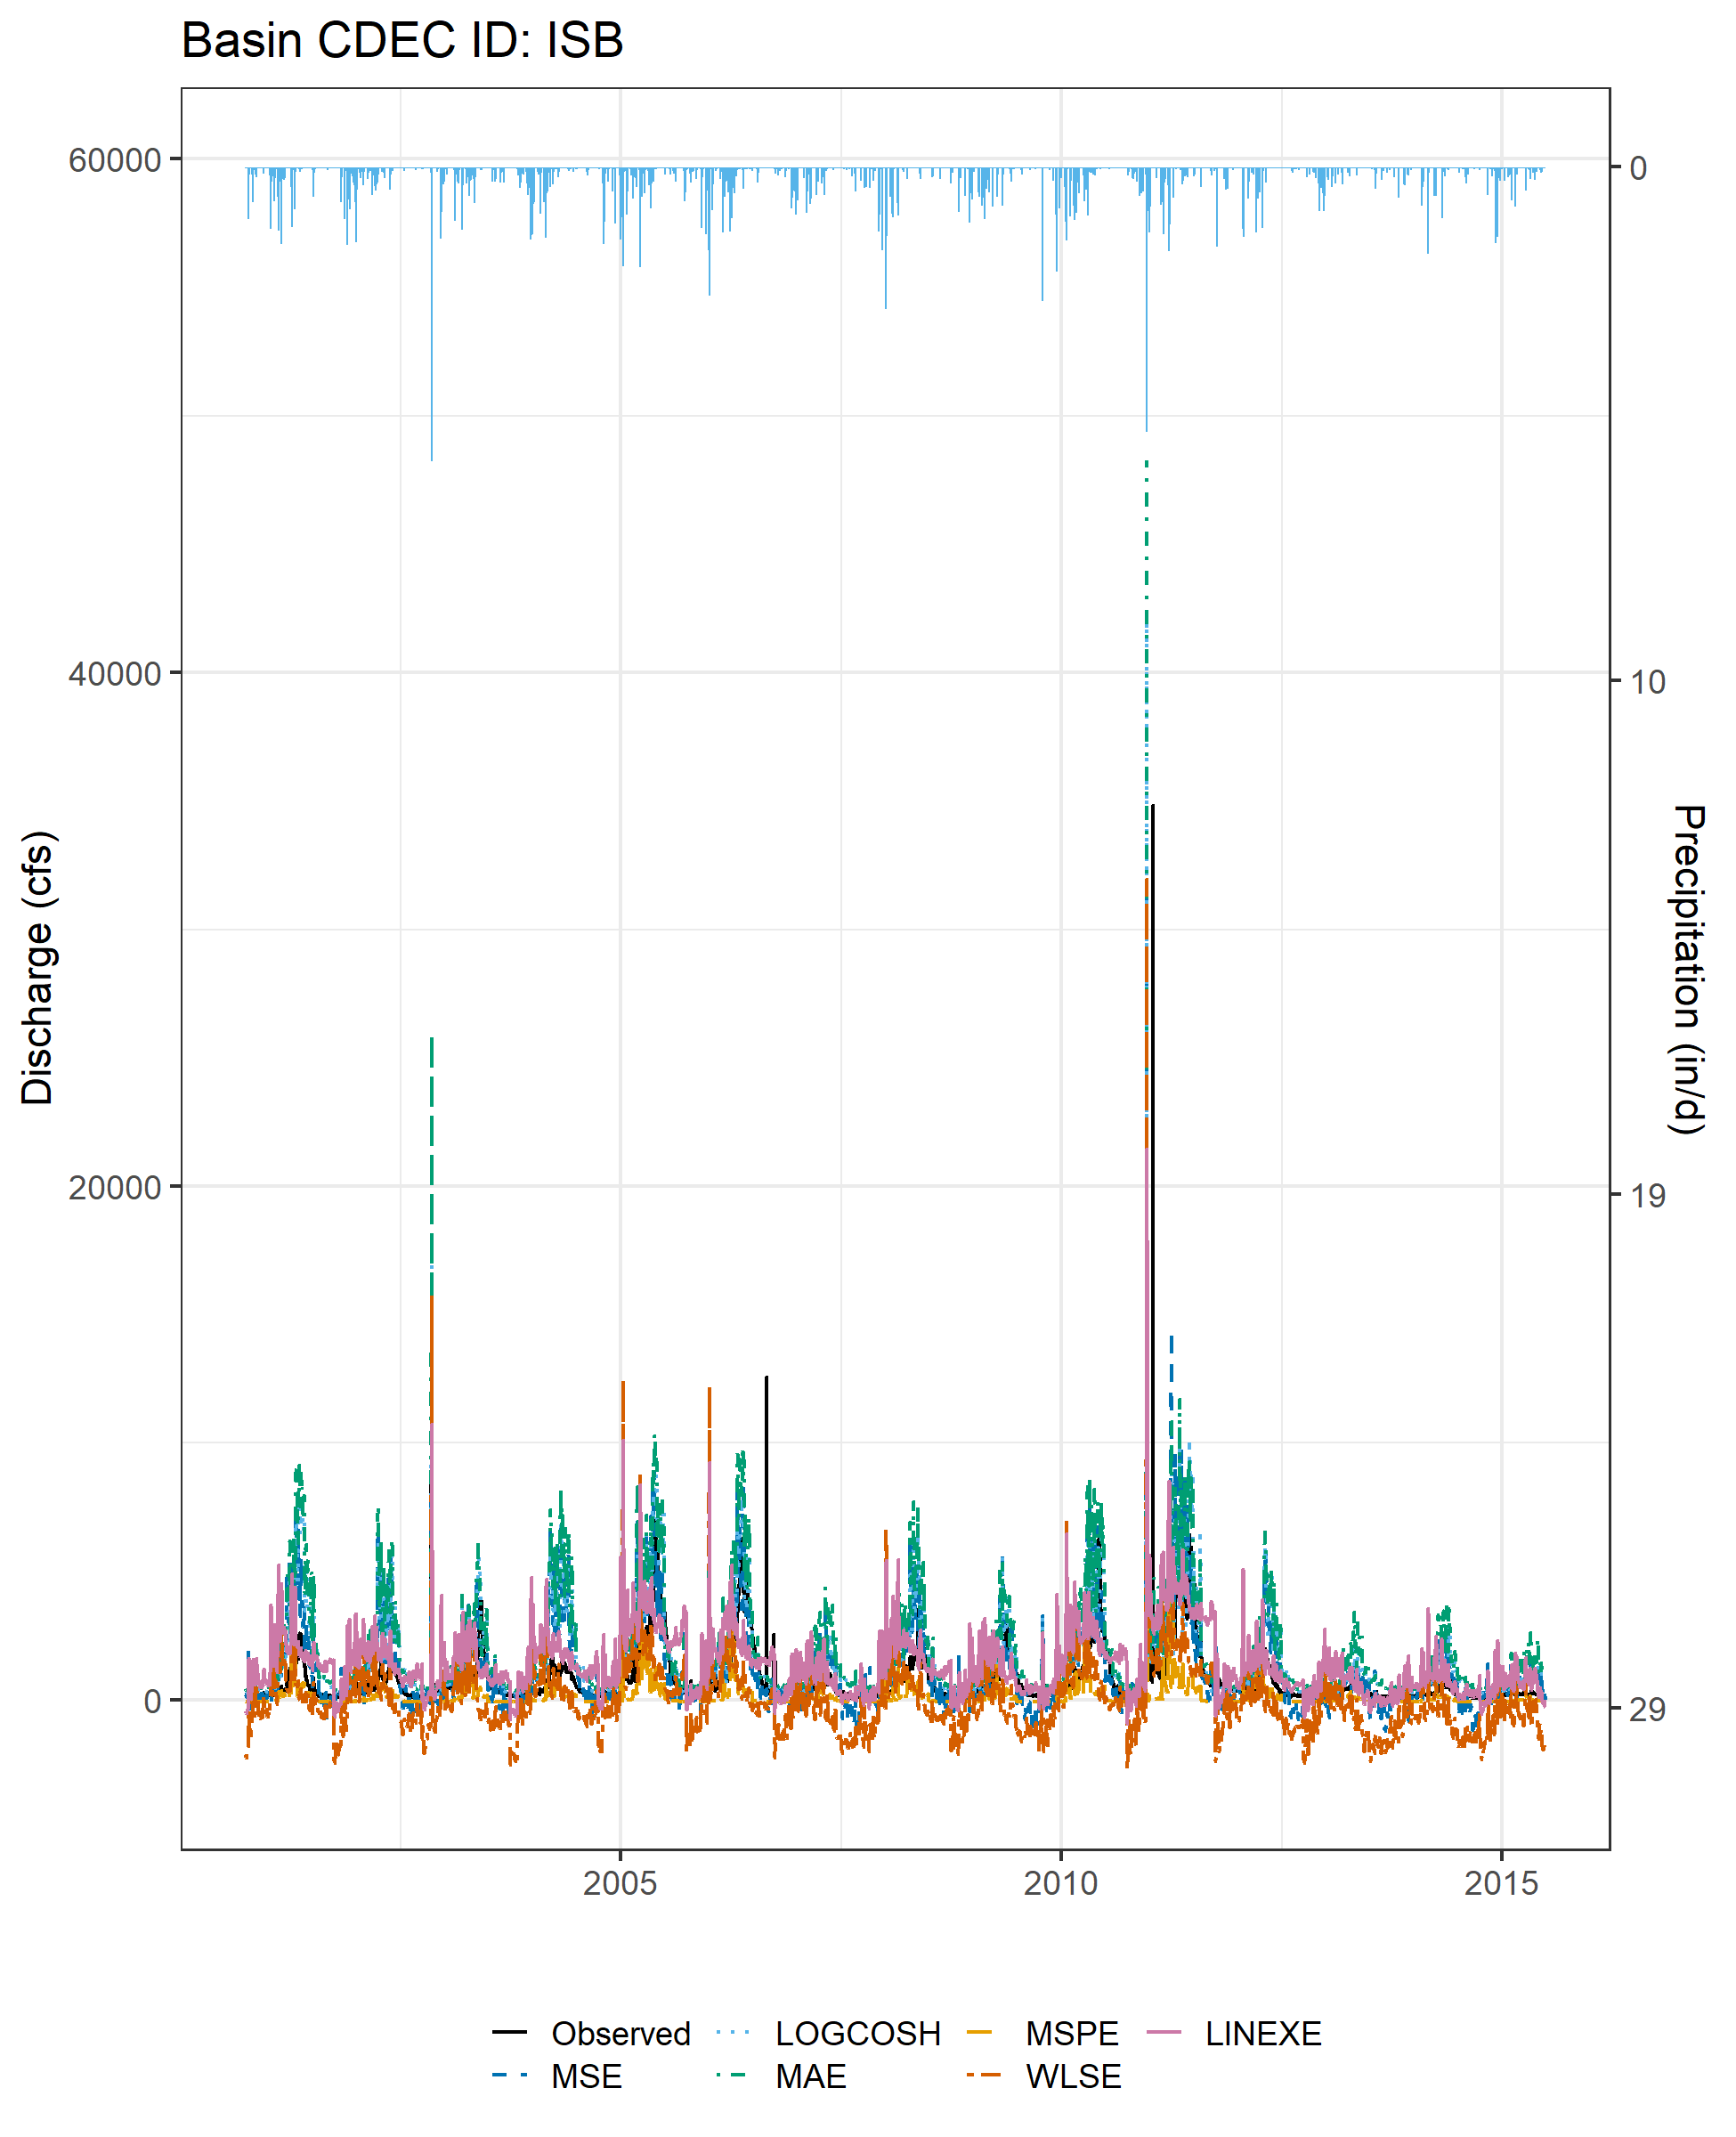 Basin CDEC ID: ISB
60000
40000
20000
0
Discharge (cfs)
0
10
19
29
Precipitation (in/d)
2005
2010
2015
Observed
LOGCOSH
MSPE
LINEXE
MSE
MAE
WLSE